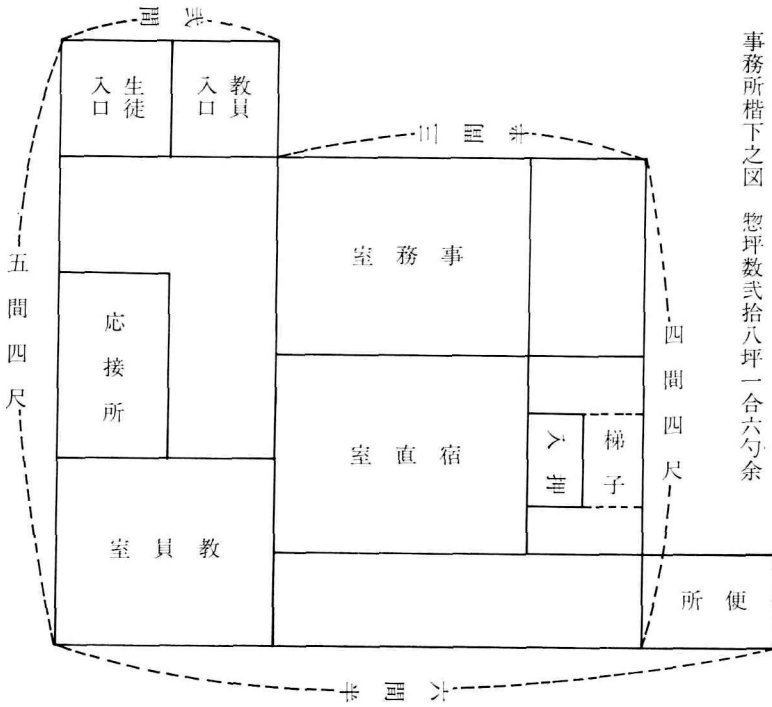 事務所楷下之図　惣坪数弐拾八坪一合六勺余
弐間
教員
入口
生徒
入口
三間半
事務室
四間四尺
五間四尺
応接所
宿直室
梯子
押入
教員室
便所
六間半